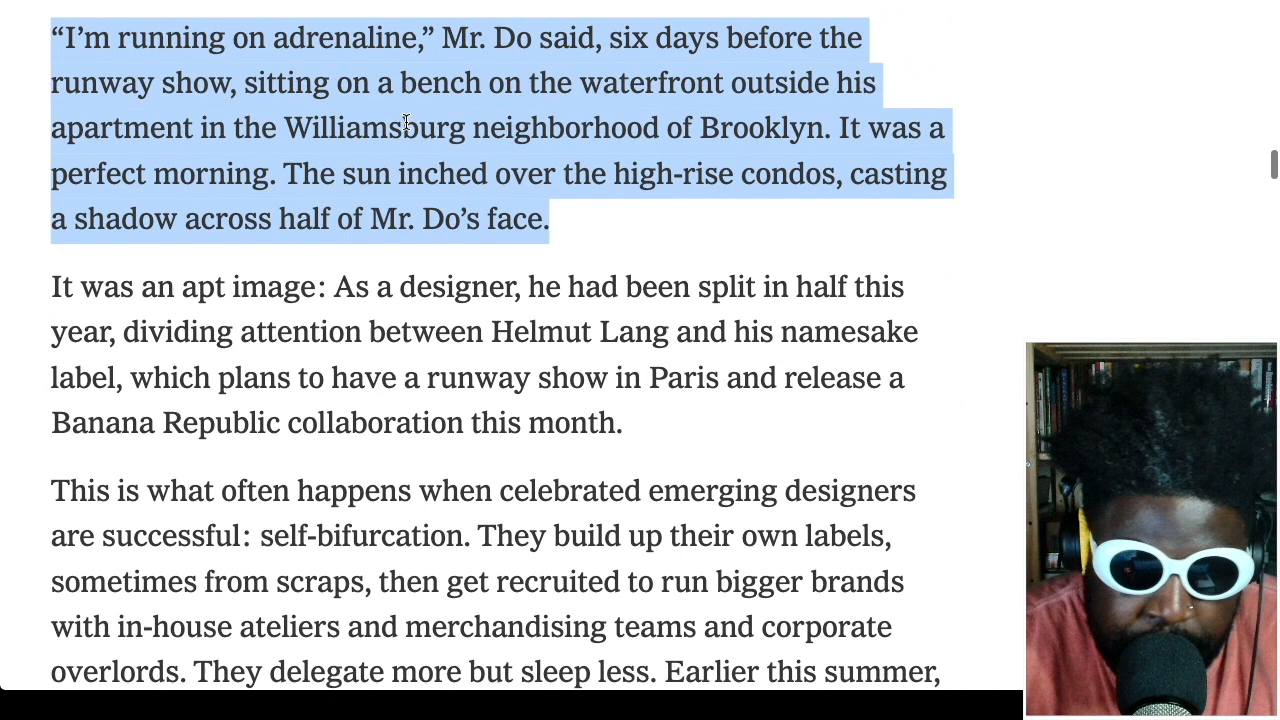 “I’m running on adrenaline,” Mr. Do said, six days before the
runway show, sitting on a bench on the waterfront outside his
apartment in the Williamsburg neighborhood of Brooklyn. It was a
perfect morning. The sun inched over the high-rise condos, casting
a shadow across half of Mr. Do’s face.
It was an apt image: As a designer, he had been split in half this
year, dividing attention between Helmut Lang and his namesake
label, which plans to have a runway show in Paris and release a
Banana Republic collaboration this month.
This is what often happens when celebrated emerging designers
are successful: self-bifurcation. They build up their own labels,
sometimes from scraps, then get recruited to run bigger brands
with in-house ateliers and merchandising teams and corporate
overlords. They delegate more but sleep less. Earlier this summer,